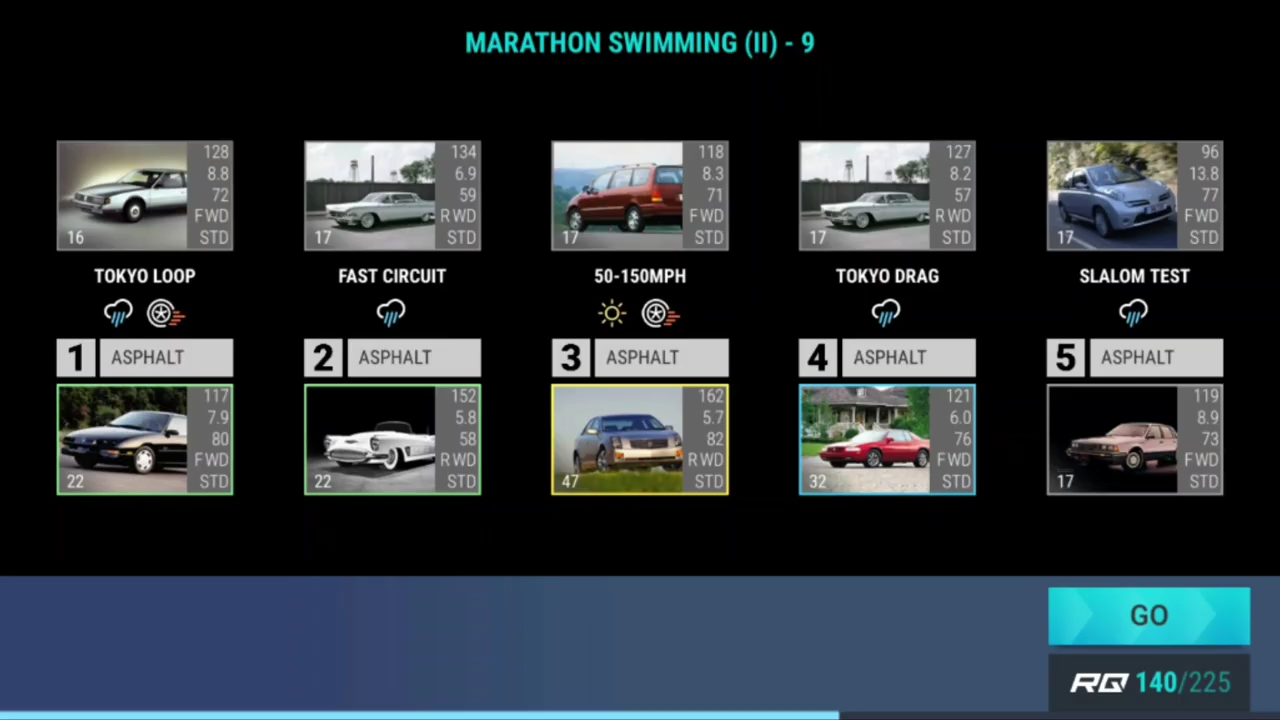 MARATHON SWIMMING (II) - 9
128
8.8
72
FWD
16 STD
134
6.9
59
RWD
17 STD
118
8.3
71
FWD
17 STD
127
8.2
57
RWD
17 STD
96
13.8
77
FWD
17 STD
TOKYO LOOP
FAST CIRCUIT
50-150MPH
TOKYO DRAG
SLALOM TEST
1 ASPHALT
2 ASPHALT
3 ASPHALT
4 ASPHALT
5 ASPHALT
117
7.9
80
FWD
22 STD
152
5.8
58
RWD
22 STD
162
5.7
82
RWD
47 STD
121
6.0
76
FWD
32 STD
119
8.9
73
FWD
17 STD
GO
RQ 140/225